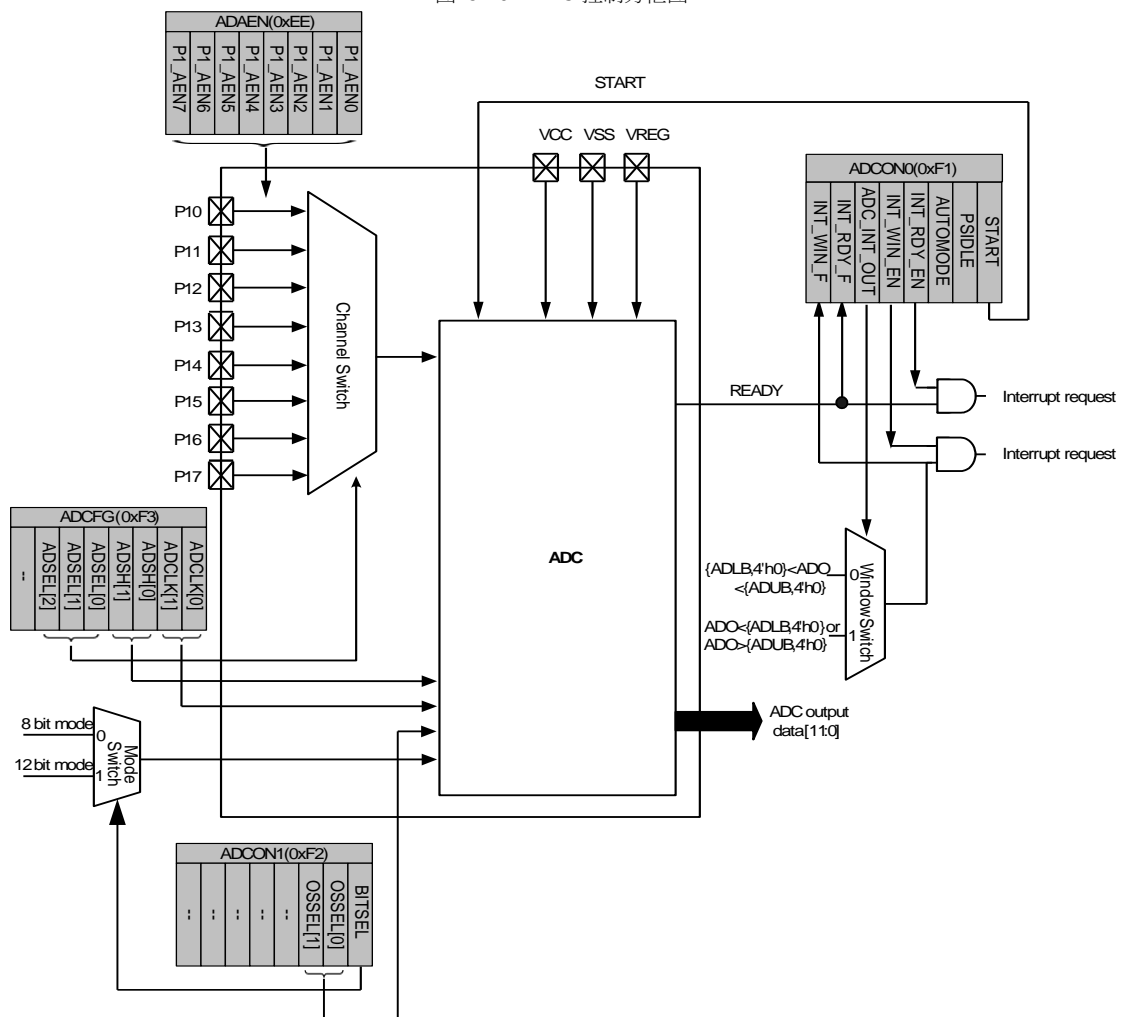 ADAEN(0xEE)
P1_AEN7
P1_AEN6
P1_AEN5
P1_AEN4
P1_AEN3
P1_AEN2
P1_AEN1
P1_AEN0
START
VCC VSS VREG
ADCON0(0xF1)
INT_WIN_F
INT_RDY_F
ADC_INT_OUT
INT_WIN_EN
INT_RDY_EN
AUTOMODE
PSIDLE
START
P10
P11
P12
P13
P14
P15
P16
P17
Channel Switch
READY
Interrupt request
Interrupt request
ADCFG(0xF3)
--
ADSEL[2]
ADSEL[1]
ADSEL[0]
ADSH[1]
ADSH[0]
ADCLK[1]
ADCLK[0]
ADC
{ADLB,4'h0}<ADO
<{ADUB,4'h0}
0
ADO<{ADLB,4'h0} or
ADO>{ADUB,4'h0}
1
WindowSwitch
ADC output
data[11:0]
8 bit mode
0
12 bit mode
1
Mode
Switch
ADCON1(0xF2)
--
--
--
--
--
OSSEL[1]
OSSEL[0]
BITSEL